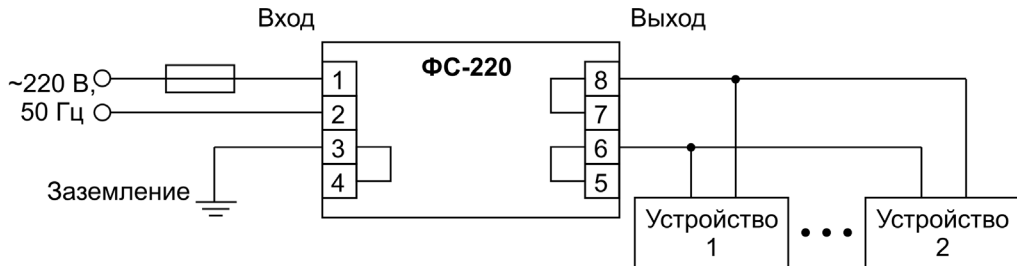 Вход
Выход
ФС-220
~220 В,
50 Гц
1
2
3
4
8
7
6
5
Заземление
Устройство
1
Устройство
2